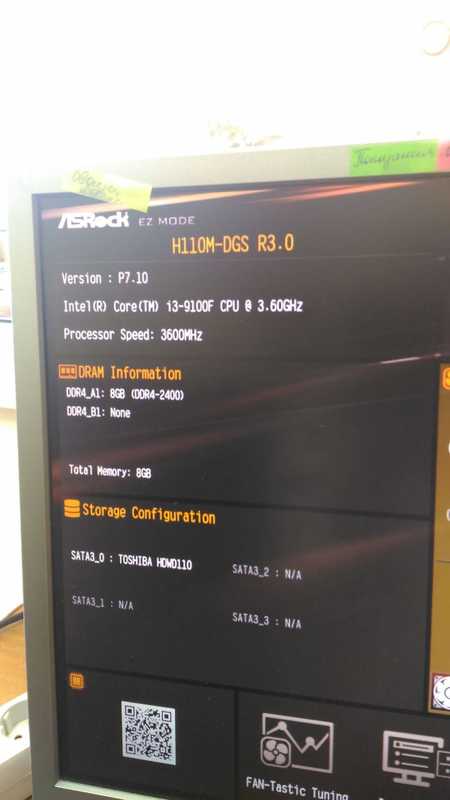 ASRock EZ MODE
H110M-DGS R3.0
Version : P7.10
Intel(R) Core(TM) i3-9100F CPU @ 3.60GHz
Processor Speed: 3600MHz
DRAM Information
DDR4_A1: 8GB (DDR4-2400)
DDR4_B1: None
Total Memory: 8GB
Storage Configuration
SATA3_0 : TOSHIBA HDWD110
SATA3_2 : N/A
SATA3_1 : N/A
SATA3_3 : N/A
FAN-Tastic Tuning